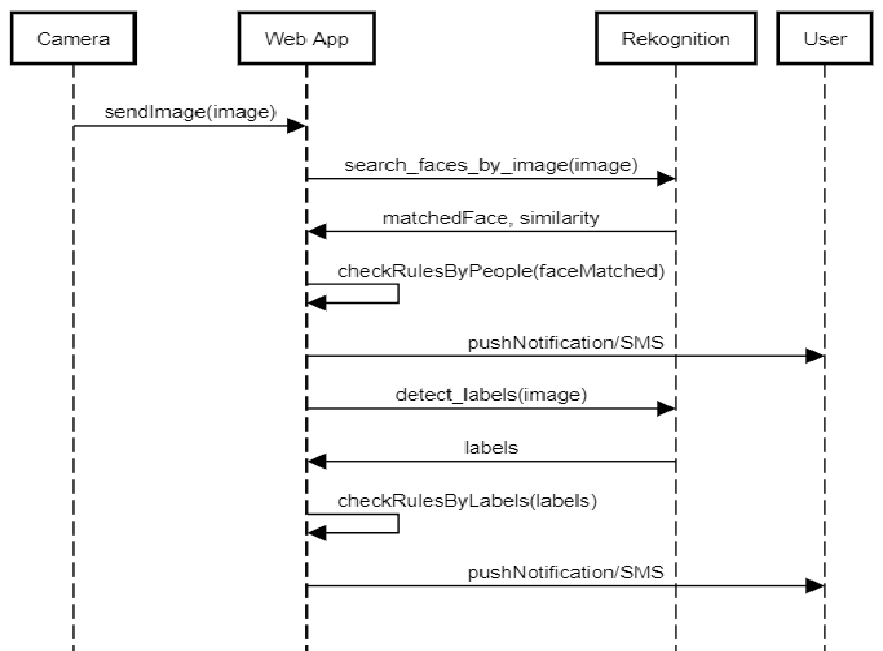 Camera
Web App
Rekognition
User
sendImage(image)
search_faces_by_image(image)
matchedFace, similarity
checkRulesByPeople(faceMatched)
pushNotification/SMS
detect_labels(image)
labels
checkRulesByLabels(labels)
pushNotification/SMS